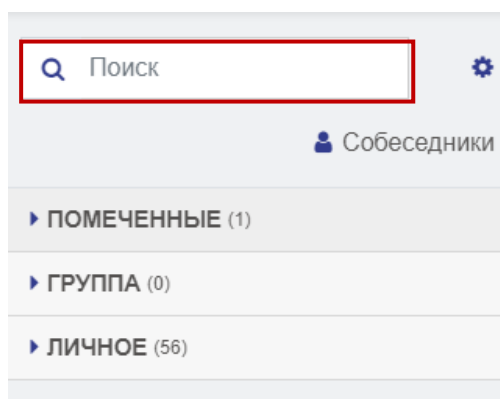 Поиск
Собеседники
ПОМЕЧЕННЫЕ (1)
ГРУППА (0)
ЛИЧНОЕ (56)